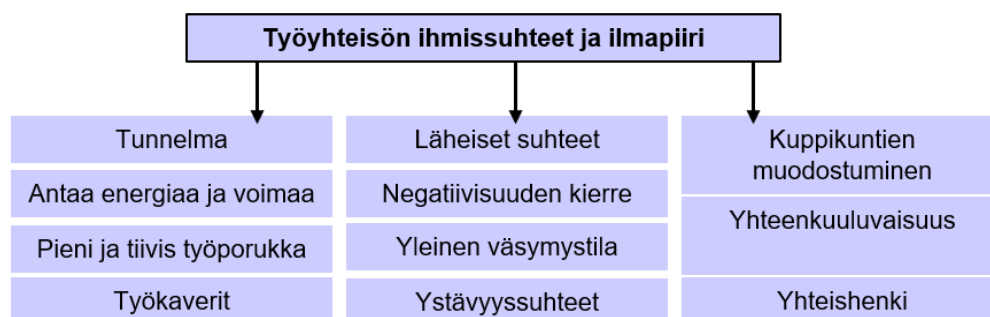 Työyhteisön ihmissuhteet ja ilmapiiri
Tunnelma
Antaa energiaa ja voimaa
Pieni ja tiivis työporukka
Työkaverit
Läheiset suhteet
Negatiivisuuden kierre
Yleinen väsymystila
Ystävyyssuhteet
Kuppikuntien
muodostuminen
Yhteenkuuluvaisuus
Yhteishenki